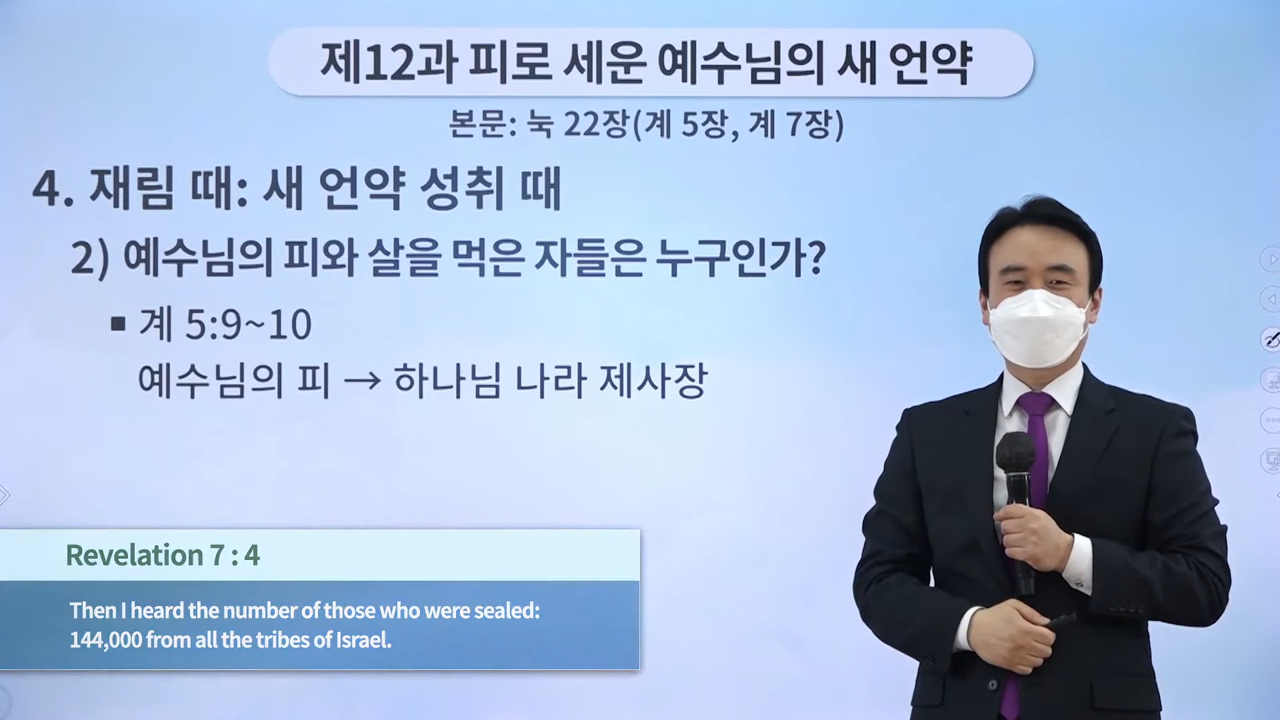 제12과 피로 세운 예수님의 새 언약
본문: 눅 22장(계 5장, 계 7장)
4. 재림 때: 새 언약 성취 때
2) 예수님의 피와 살을 먹은 자들은 누구인가?
▪ 계 5:9~10
예수님의 피 → 하나님 나라 제사장
Revelation 7 : 4
Then I heard the number of those who were sealed:
144,000 from all the tribes of Israel.